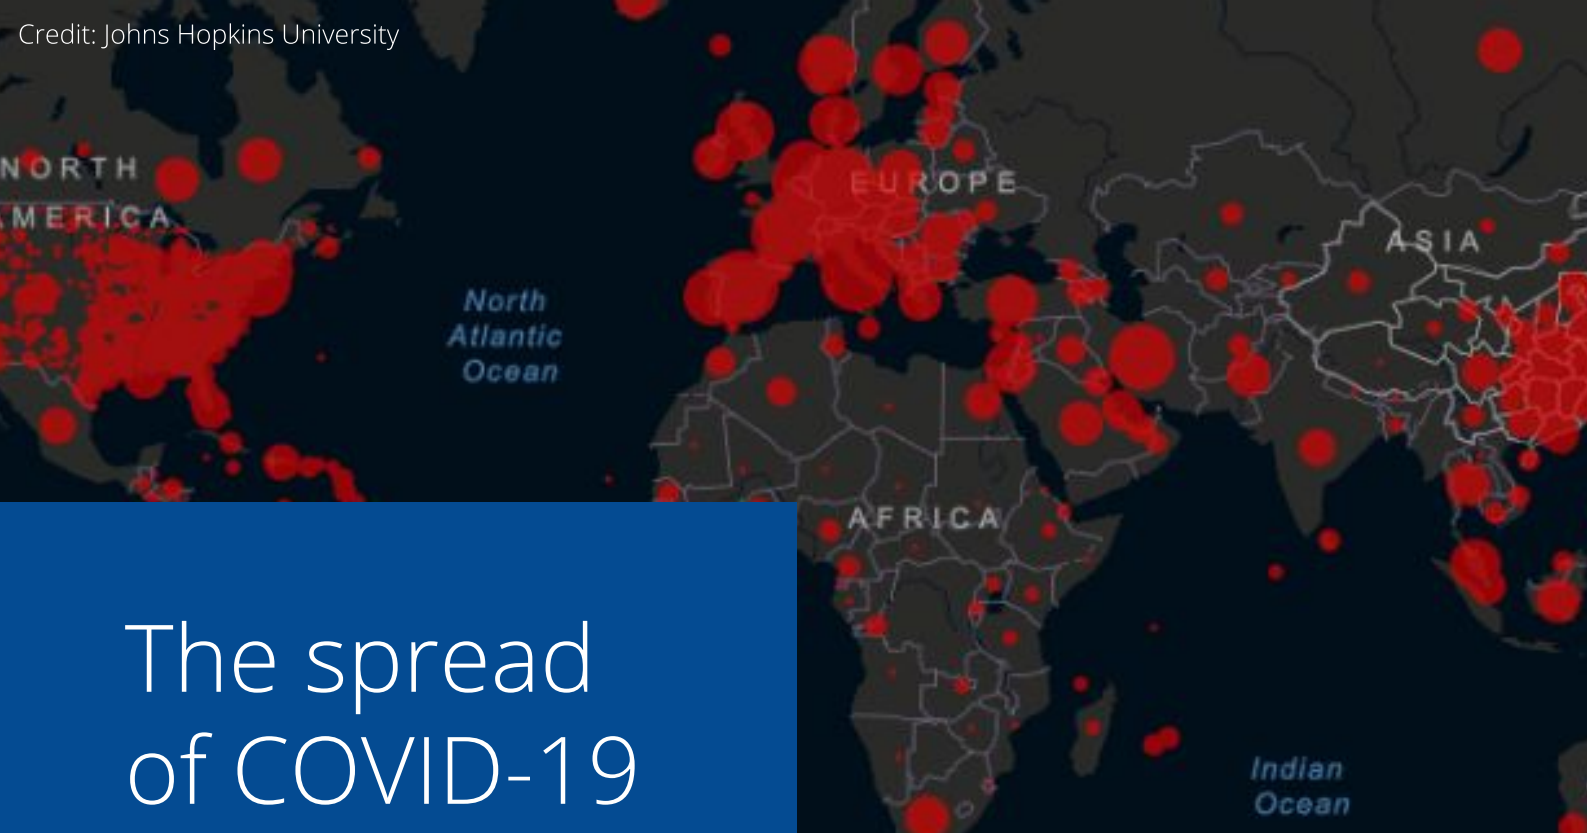 Credit: Johns Hopkins University
NORTH
AMERICA
EUROPE
ASIA
North
Atlantic
Ocean
AFRICA
The spread
of COVID-19
Indian
Ocean